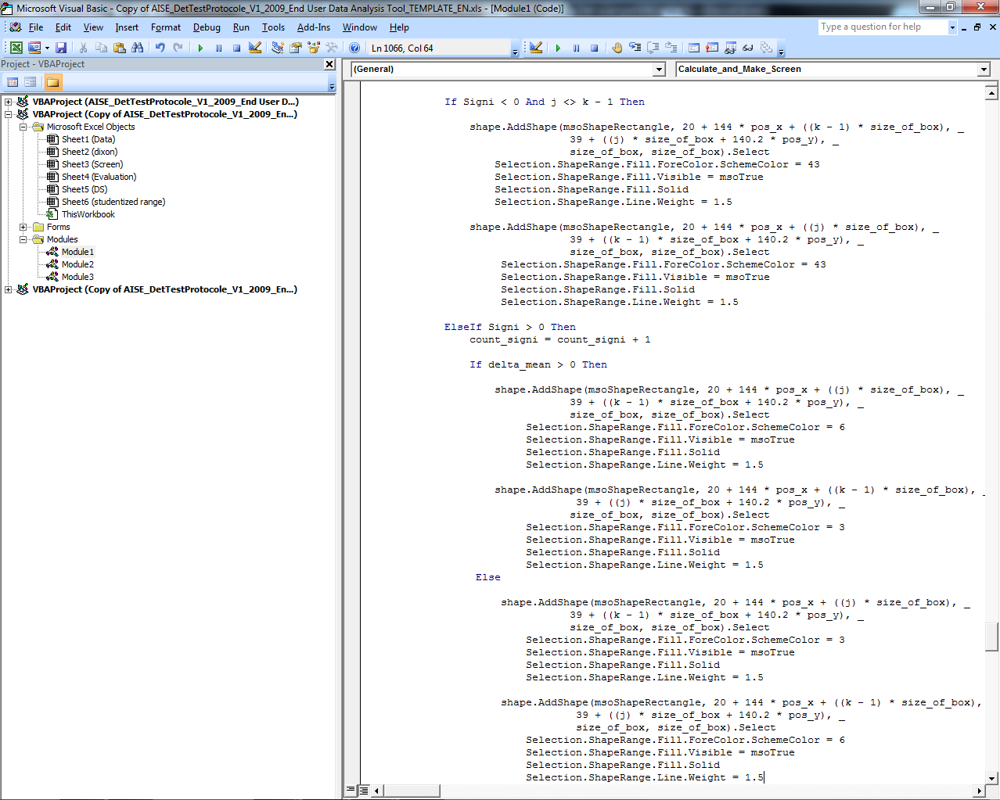 Microsoft Visual Basic - Copy of AISE_DetTestProtocole_V1_2009_End User Data Analysis Tool_TEMPLATE_EN.xls - [Module1 (Code)]
File Edit View Insert Format Debug Run Tools Add-Ins Window Help Type a question for help
Ln 1066, Col 64
Project - VBAProject
(General) Calculate_and_Make_Screen
VBAProject (AISE_DetTestProtocole_V1_2009_End User D...)
VBAProject (Copy of AISE_DetTestProtocole_V1_2009_En...)
Microsoft Excel Objects
Sheet1 (Data)
Sheet2 (dixon)
Sheet3 (Screen)
Sheet4 (Evaluation)
Sheet5 (DS)
Sheet6 (studentized range)
ThisWorkbook
Forms
Modules
Module1
Module2
Module3
VBAProject (Copy of AISE_DetTestProtocole_V1_2009_En...)
If Signi < 0 And j <> k - 1 Then
shape.AddShape(msoShapeRectangle, 20 + 144 * pos_x + ((k - 1) * size_of_box), _
39 + ((j) * size_of_box + 140.2 * pos_y), _
size_of_box, size_of_box).Select
Selection.ShapeRange.Fill.ForeColor.SchemeColor = 43
Selection.ShapeRange.Fill.Visible = msoTrue
Selection.ShapeRange.Fill.Solid
Selection.ShapeRange.Line.Weight = 1.5
shape.AddShape(msoShapeRectangle, 20 + 144 * pos_x + ((j) * size_of_box), _
39 + ((k - 1) * size_of_box + 140.2 * pos_y), _
size_of_box, size_of_box).Select
Selection.ShapeRange.Fill.ForeColor.SchemeColor = 43
Selection.ShapeRange.Fill.Visible = msoTrue
Selection.ShapeRange.Fill.Solid
Selection.ShapeRange.Line.Weight = 1.5
ElseIf Signi > 0 Then
count_signi = count_signi + 1
If delta_mean > 0 Then
shape.AddShape(msoShapeRectangle, 20 + 144 * pos_x + ((j) * size_of_box), _
39 + ((k - 1) * size_of_box + 140.2 * pos_y), _
size_of_box, size_of_box).Select
Selection.ShapeRange.Fill.ForeColor.SchemeColor = 6
Selection.ShapeRange.Fill.Visible = msoTrue
Selection.ShapeRange.Fill.Solid
Selection.ShapeRange.Line.Weight = 1.5
shape.AddShape(msoShapeRectangle, 20 + 144 * pos_x + ((k - 1) * size_of_box), _
39 + ((j) * size_of_box + 140.2 * pos_y), _
size_of_box, size_of_box).Select
Selection.ShapeRange.Fill.ForeColor.SchemeColor = 3
Selection.ShapeRange.Fill.Visible = msoTrue
Selection.ShapeRange.Fill.Solid
Selection.ShapeRange.Line.Weight = 1.5
Else
shape.AddShape(msoShapeRectangle, 20 + 144 * pos_x + ((j) * size_of_box), _
39 + ((k - 1) * size_of_box + 140.2 * pos_y), _
size_of_box, size_of_box).Select
Selection.ShapeRange.Fill.ForeColor.SchemeColor = 3
Selection.ShapeRange.Fill.Visible = msoTrue
Selection.ShapeRange.Fill.Solid
Selection.ShapeRange.Line.Weight = 1.5
shape.AddShape(msoShapeRectangle, 20 + 144 * pos_x + ((k - 1) * size_of_box),
39 + ((j) * size_of_box + 140.2 * pos_y), _
size_of_box, size_of_box).Select
Selection.ShapeRange.Fill.ForeColor.SchemeColor = 6
Selection.ShapeRange.Fill.Visible = msoTrue
Selection.ShapeRange.Fill.Solid
Selection.ShapeRange.Line.Weight = 1.5